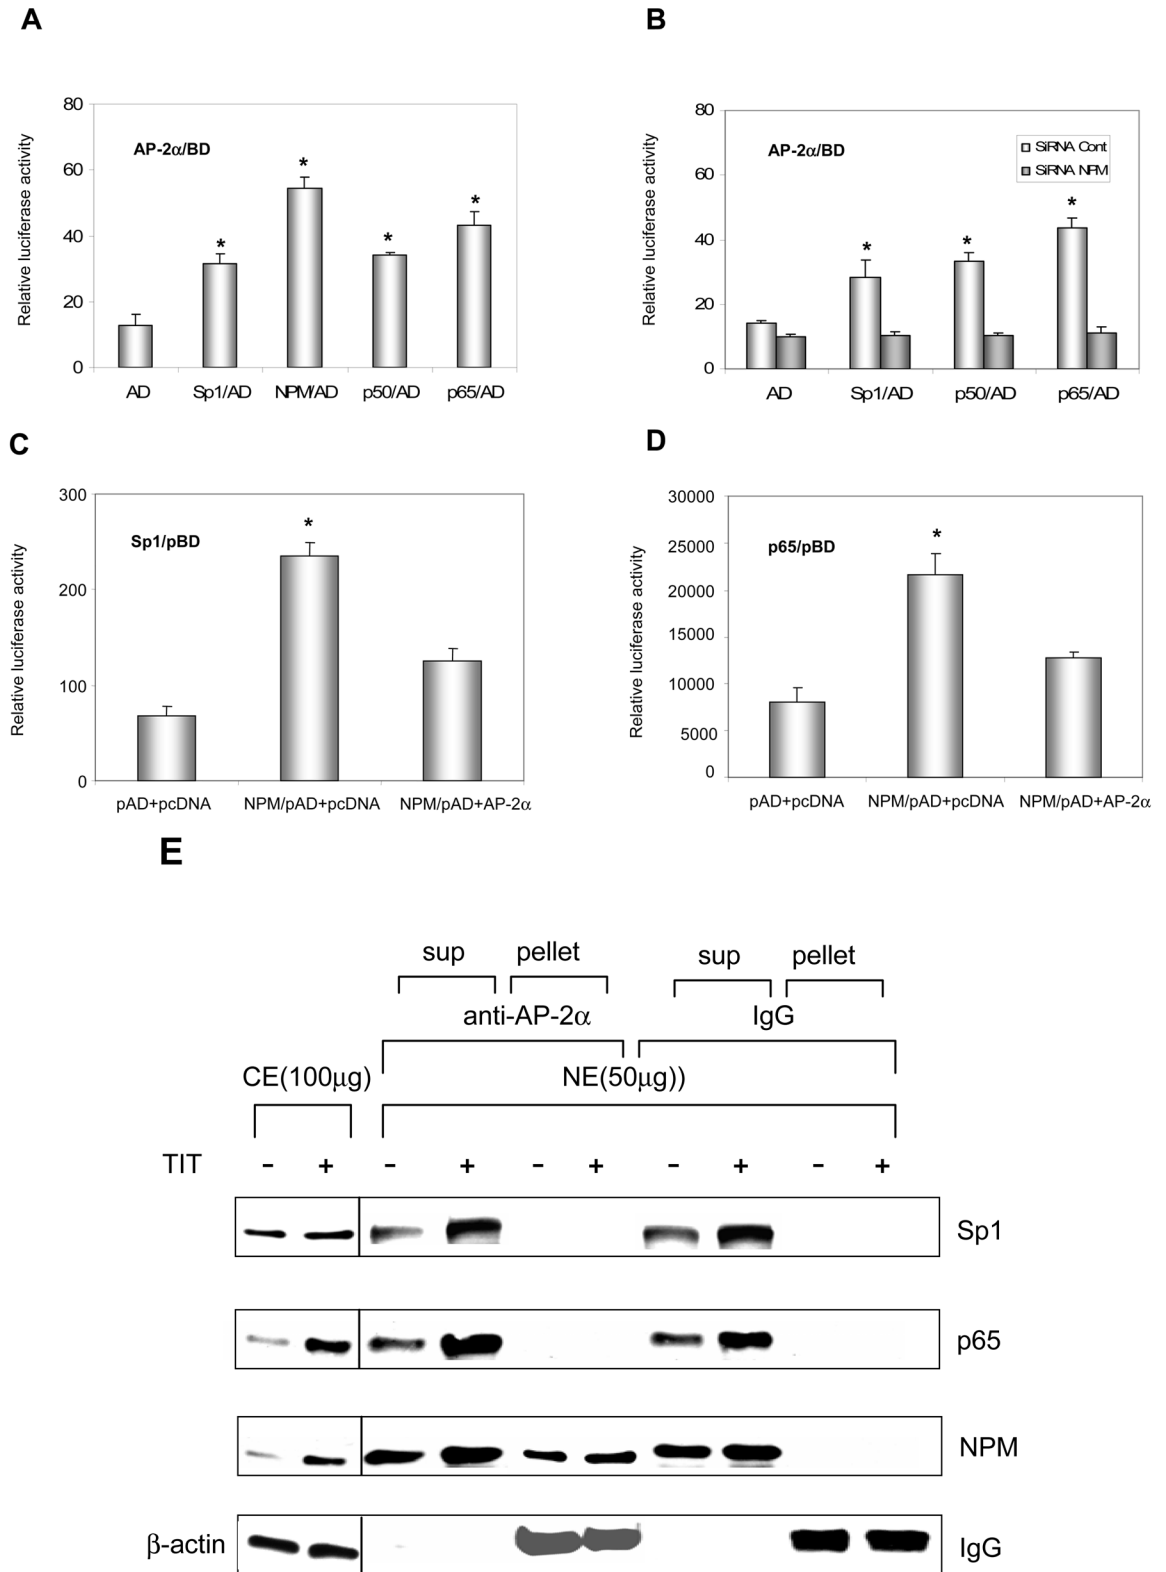 A
B
80
60
40
20
0
Relative luciferase activity
AP-2α/BD
*
*
*
*
AD Sp1/AD NPM/AD p50/AD p65/AD
80
60
40
20
0
Relative luciferase activity
AP-2α/BD
SiRNA Cont
SiRNA NPM
*
*
*
AD Sp1/AD p50/AD p65/AD
C
D
300
200
100
0
Relative luciferase activity
Sp1/pBD
*
pAD+pcDNA NPM/pAD+pcDNA NPM/pAD+AP-2α
30000
25000
20000
15000
10000
5000
0
Relative luciferase activity
p65/pBD
*
pAD+pcDNA NPM/pAD+pcDNA NPM/pAD+AP-2α
E
sup pellet sup pellet
anti-AP-2α IgG
CE(100μg) NE(50μg))
TIT - + - + - + - + - +
Sp1
p65
NPM
β-actin IgG